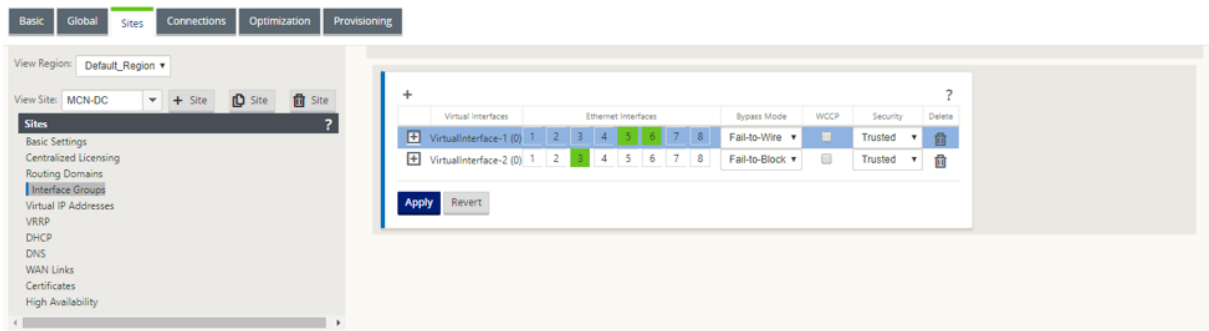 Basic Global Sites Connections Optimization Provisioning
View Region: Default_Region
View Site: MCN-DC + Site Site Site
Sites ?
Basic Settings
Centralized Licensing
Routing Domains
Interface Groups
Virtual IP Addresses
VRRP
DHCP
DNS
WAN Links
Certificates
High Availability
+ ?
Virtual Interfaces Ethernet Interfaces Bypass Mode WCCP Security Delete
VirtualInterface-1 (0) 1 2 3 4 5 6 7 8 Fail-to-Wire Trusted
VirtualInterface-2 (0) 1 2 3 4 5 6 7 8 Fail-to-Block Trusted
Apply Revert